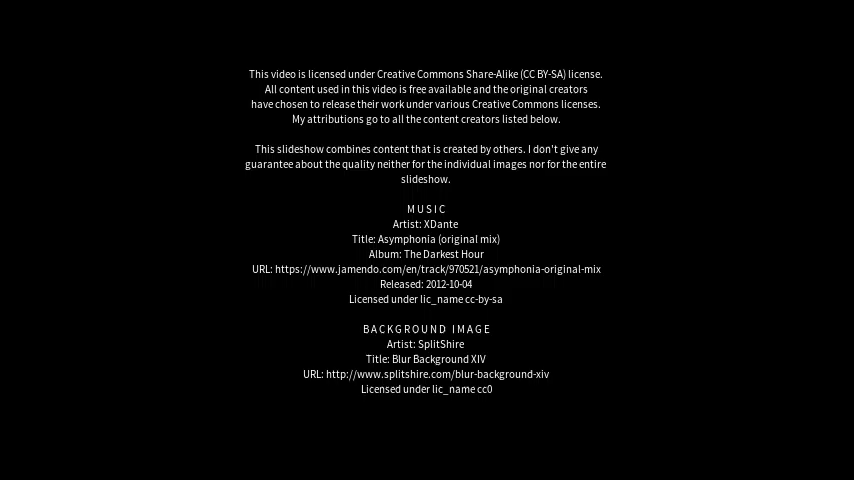 This video is licensed under Creative Commons Share-Alike (CC BY-SA) license.
All content used in this video is free available and the original creators
have chosen to release their work under various Creative Commons licenses.
My attributions go to all the content creators listed below.
This slideshow combines content that is created by others. I don't give any
guarantee about the quality neither for the individual images nor for the entire
slideshow.
MUSIC
Artist: XDante
Title: Asymphonia (original mix)
Album: The Darkest Hour
URL: https://www.jamendo.com/en/track/970521/asymphonia-original-mix
Released: 2012-10-04
Licensed under lic_name cc-by-sa
BACKGROUND IMAGE
Artist: SplitShire
Title: Blur Background XIV
URL: http://www.splitshire.com/blur-background-xiv
Licensed under lic_name cc0